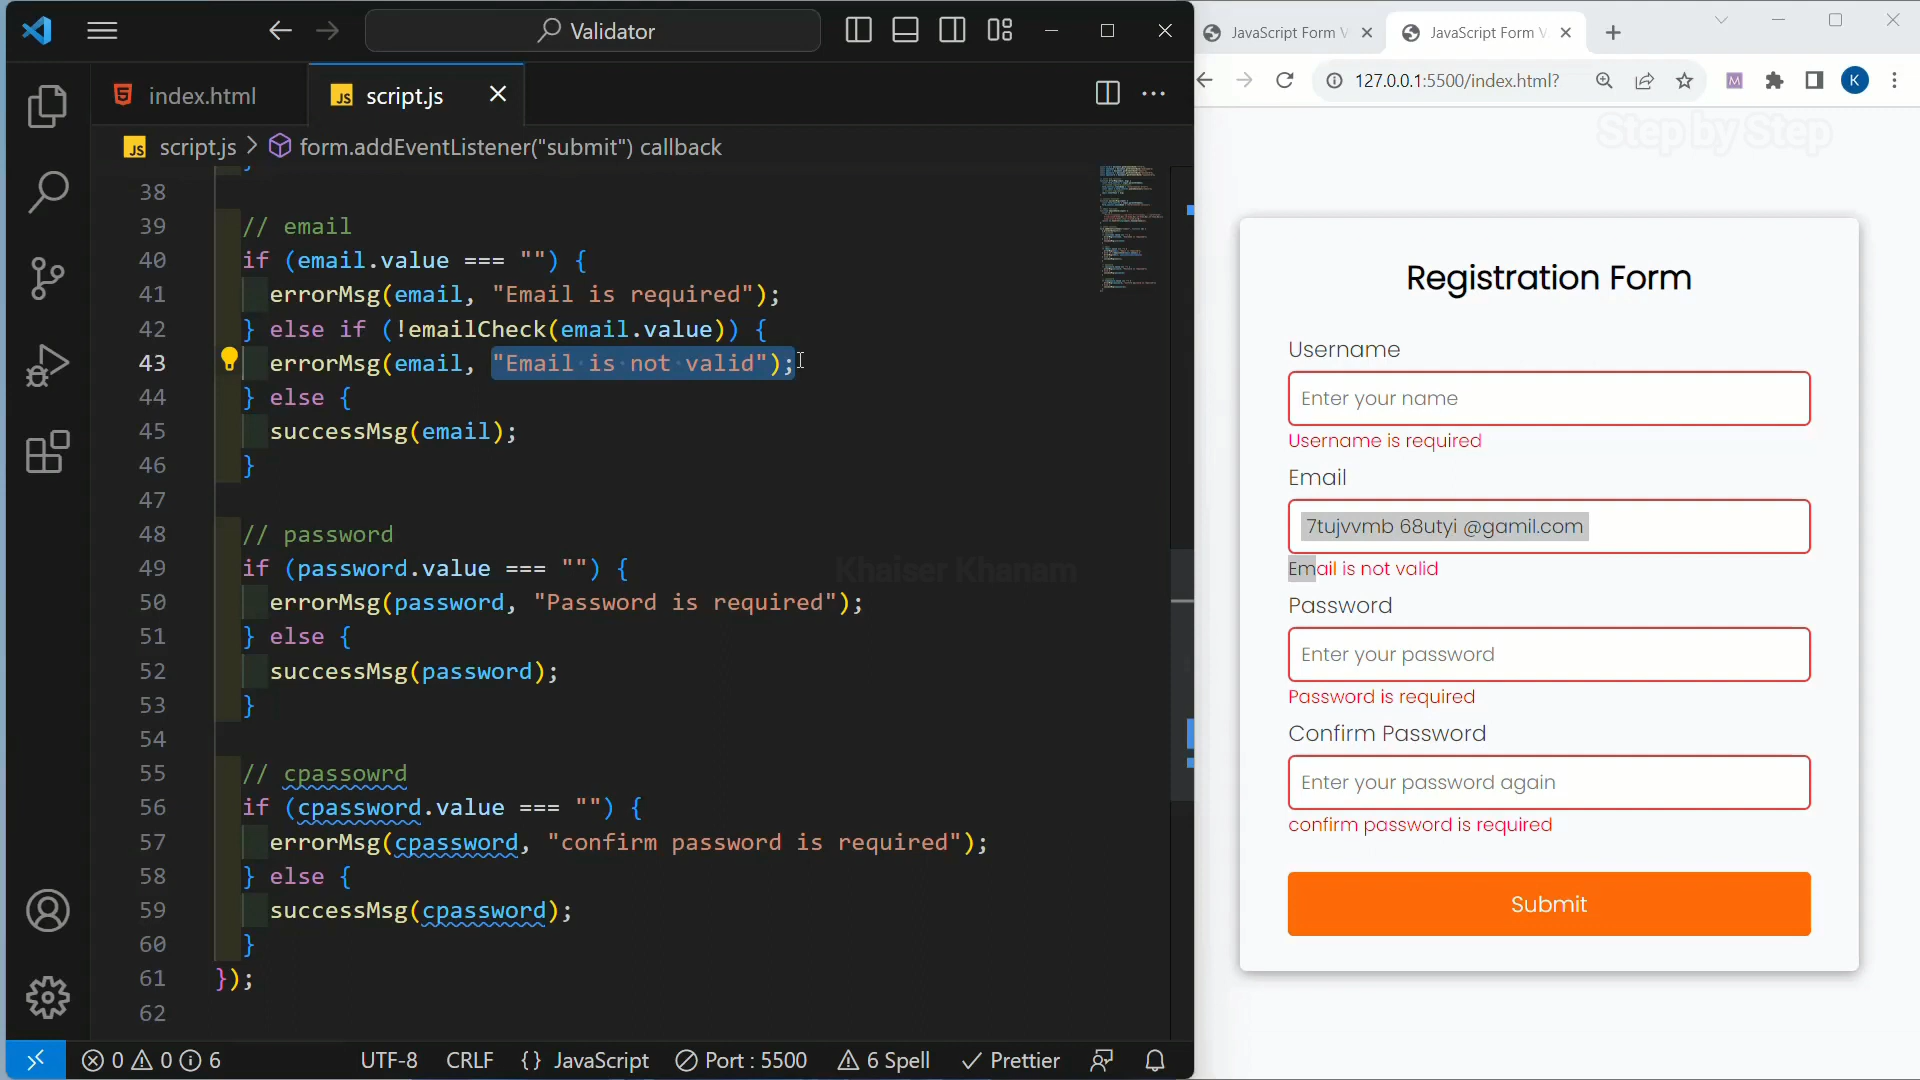 Validator
index.html
script.js
script.js > form.addEventListener("submit") callback
38
39 // email
40 if (email.value === "") {
41 errorMsg(email, "Email is required");
42 } else if (!emailCheck(email.value)) {
43 errorMsg(email, "Email is not valid");
44 } else {
45 successMsg(email);
46 }
47
48 // password
49 if (password.value === "") {
50 errorMsg(password, "Password is required");
51 } else {
52 successMsg(password);
53 }
54
55 // cpassowrd
56 if (cpassword.value === "") {
57 errorMsg(cpassword, "confirm password is required");
58 } else {
59 successMsg(cpassword);
60 }
61 });
62
Khaiser Khanam
0 0 6 UTF-8 CRLF {} JavaScript Port : 5500 6 Spell Prettier
JavaScript Form V JavaScript Form V
127.0.0.1:5500/index.html? M K
Step by Step
Registration Form
Username
Enter your name
Username is required
Email
7tujvvmb 68utyi @gamil.com
Email is not valid
Password
Enter your password
Password is required
Confirm Password
Enter your password again
confirm password is required
Submit